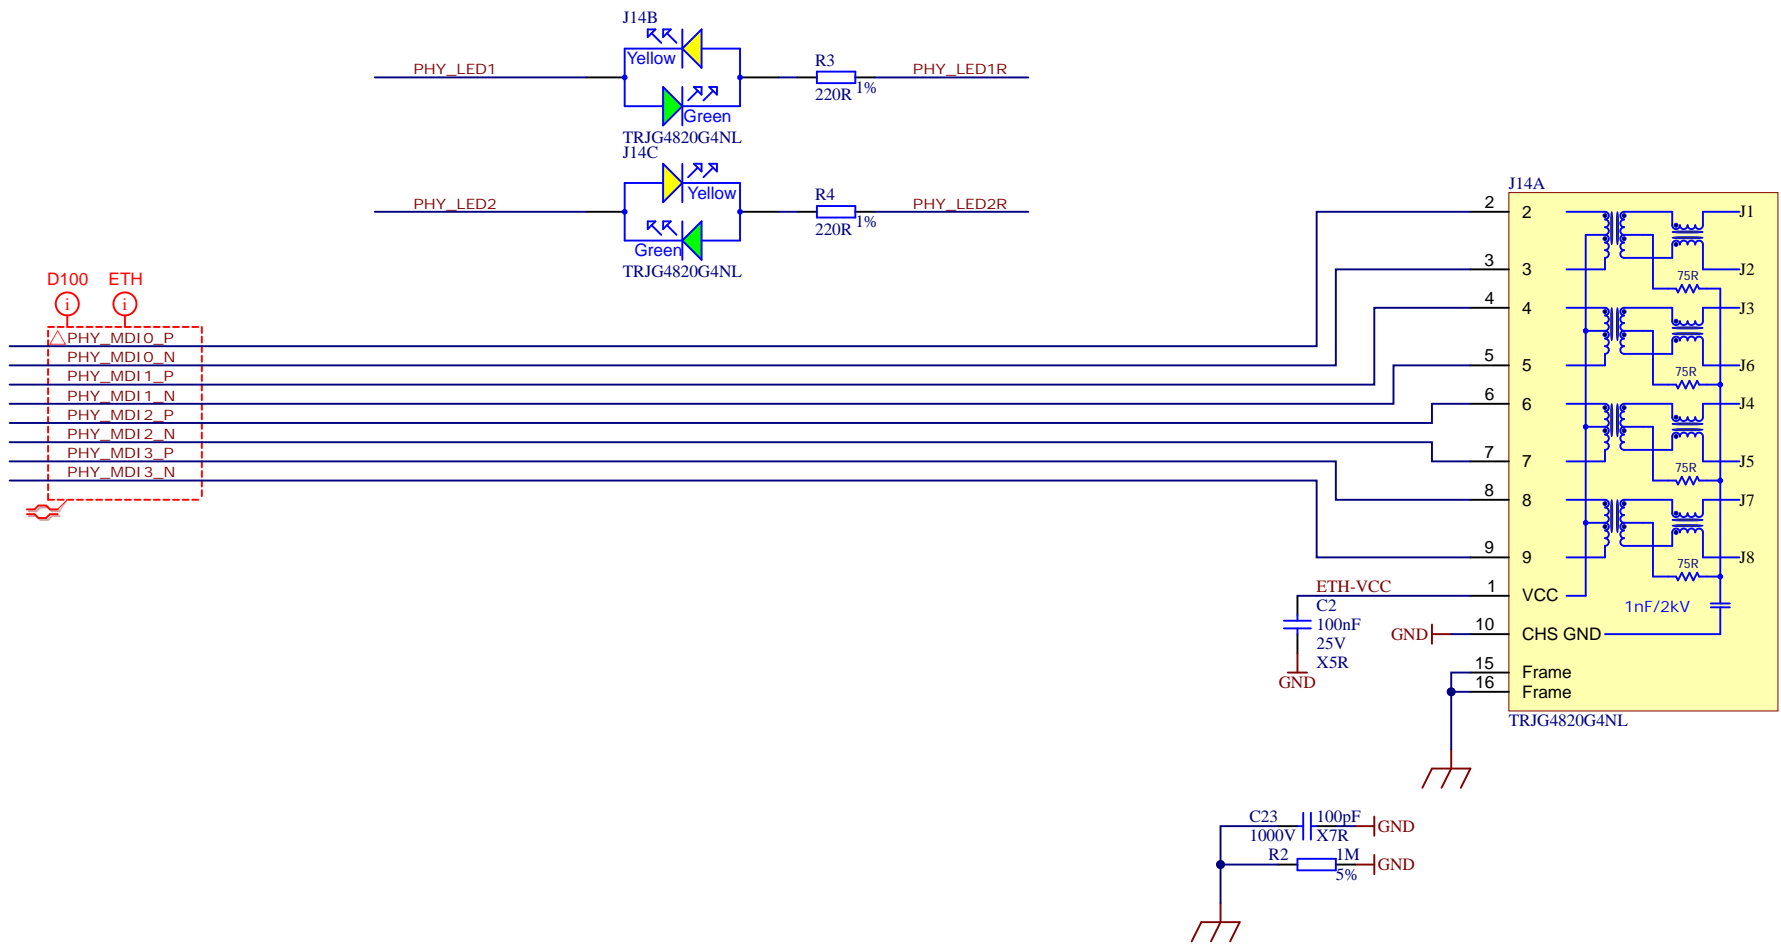 J14B
Yellow
PHY_LED1
R3
220R
1%
PHY_LED1R
Green
TRJG4820G4NL
J14C
Yellow
PHY_LED2
R4
220R
1%
PHY_LED2R
Green
TRJG4820G4NL
D100 ETH
i i
PHY_MDI0_P
PHY_MDI0_N
PHY_MDI1_P
PHY_MDI1_N
PHY_MDI2_P
PHY_MDI2_N
PHY_MDI3_P
PHY_MDI3_N
J14A
2 2 J1
3 3 J2
75R
4 4 J3
5 5 J6
75R
6 6 J4
7 7 J5
75R
8 8 J7
9 9 J8
75R
ETH-VCC 1 VCC
1nF/2kV
C2
100nF
25V
X5R
GND
GND 10 CHS GND
15 Frame
16 Frame
TRJG4820G4NL
C23 100pF GND
1000V X7R
R2 1M GND
5%